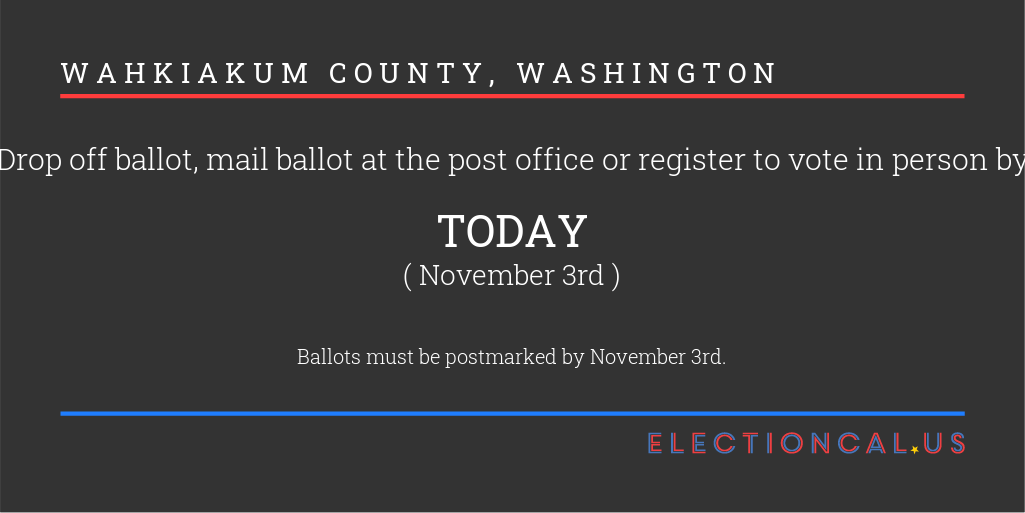 WAHKIAKUM COUNTY, WASHINGTON
Drop off ballot, mail ballot at the post office or register to vote in person by
TODAY
( November 3rd )
Ballots must be postmarked by November 3rd.
ELECTIONCAL.US